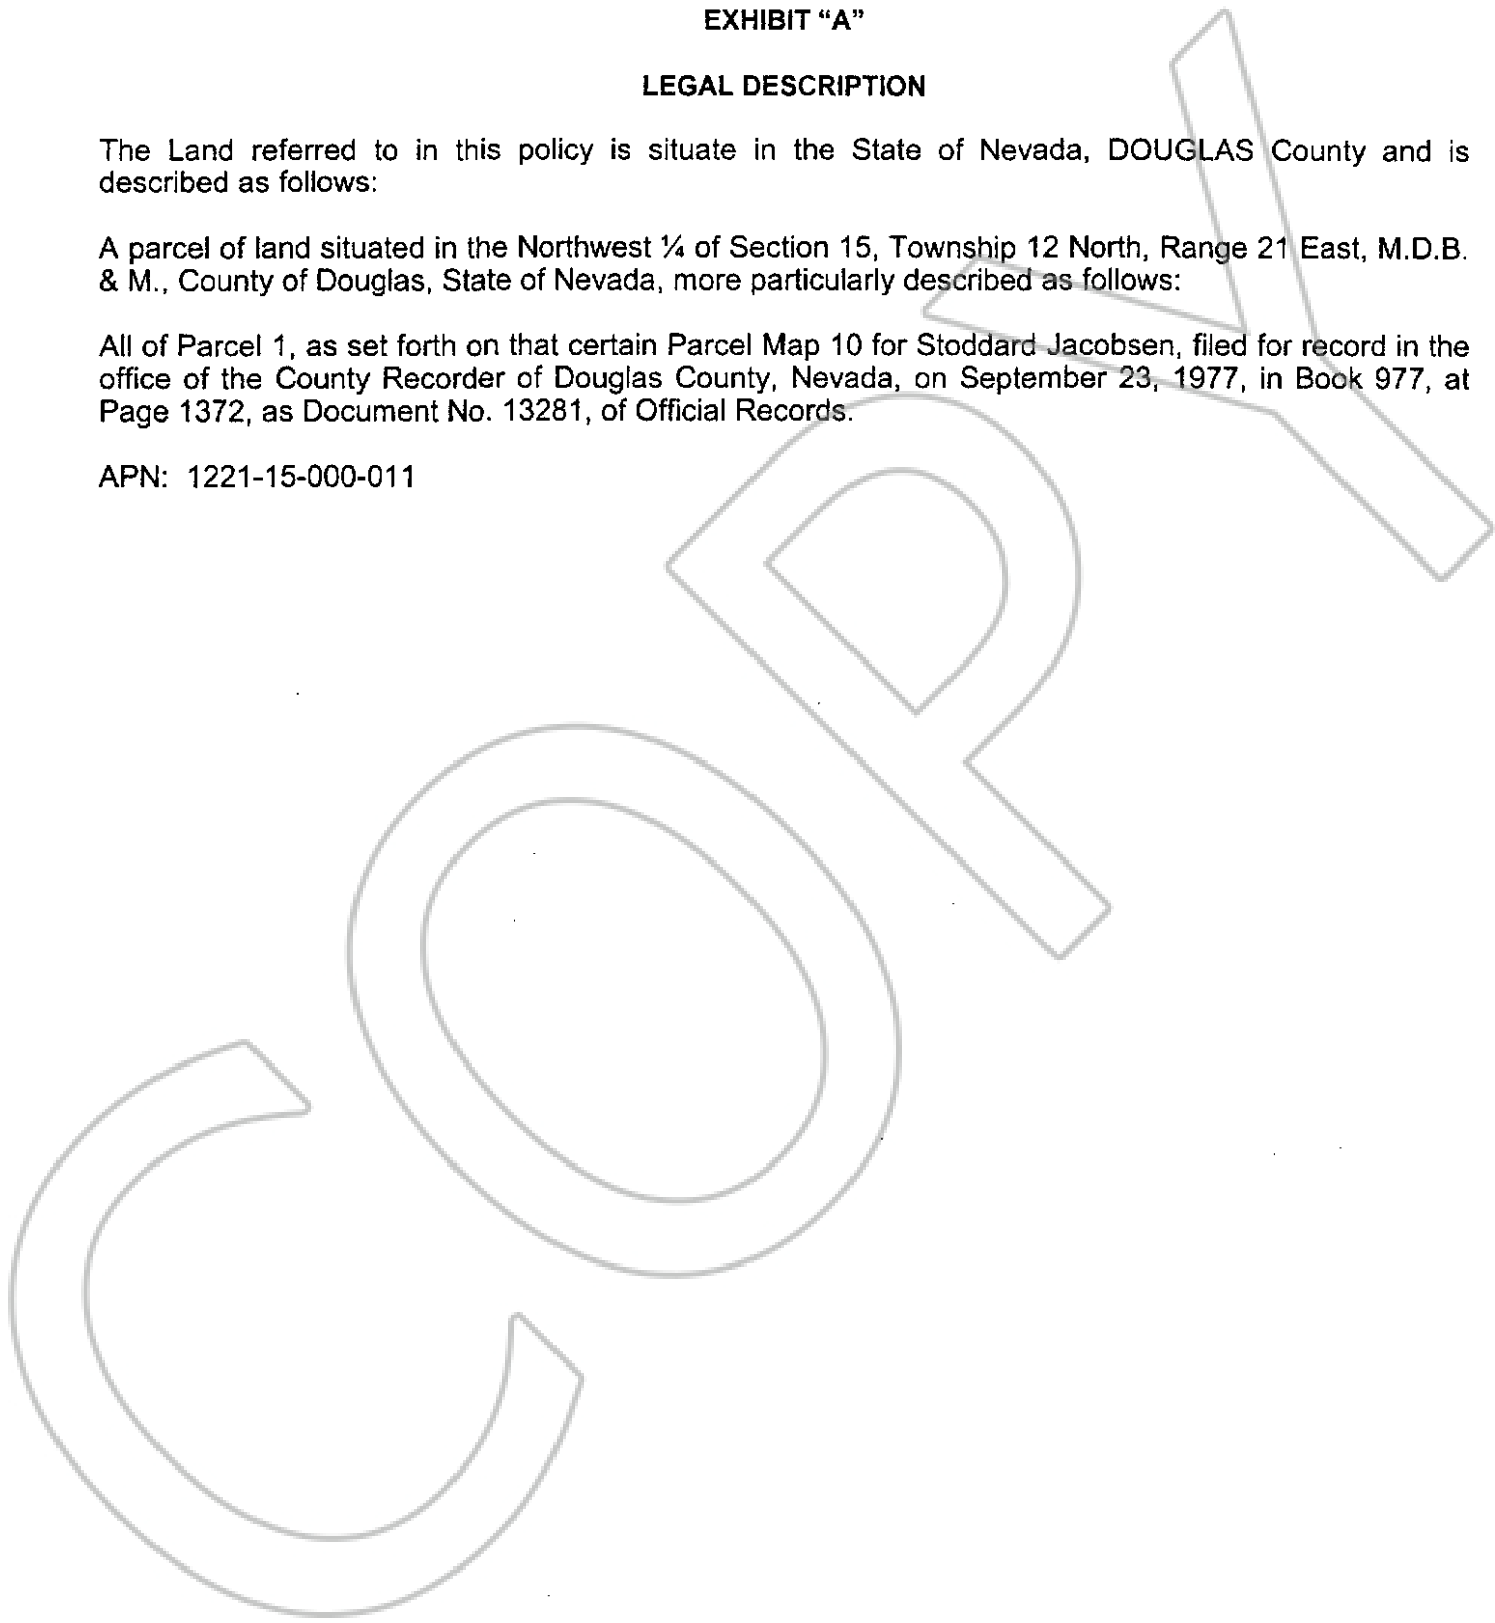 EXHIBIT “A”
LEGAL DESCRIPTION
The Land referred to in this policy is situate in the State of Nevada, DOUGLAS County and is
described as follows:
A parcel of land situated in the Northwest ¼ of Section 15, Township 12 North, Range 21 East, M.D.B.
& M., County of Douglas, State of Nevada, more particularly described as follows:
All of Parcel 1, as set forth on that certain Parcel Map 10 for Stoddard Jacobsen, filed for record in the
office of the County Recorder of Douglas County, Nevada, on September 23, 1977, in Book 977, at
Page 1372, as Document No. 13281, of Official Records.
APN: 1221-15-000-011
COPY